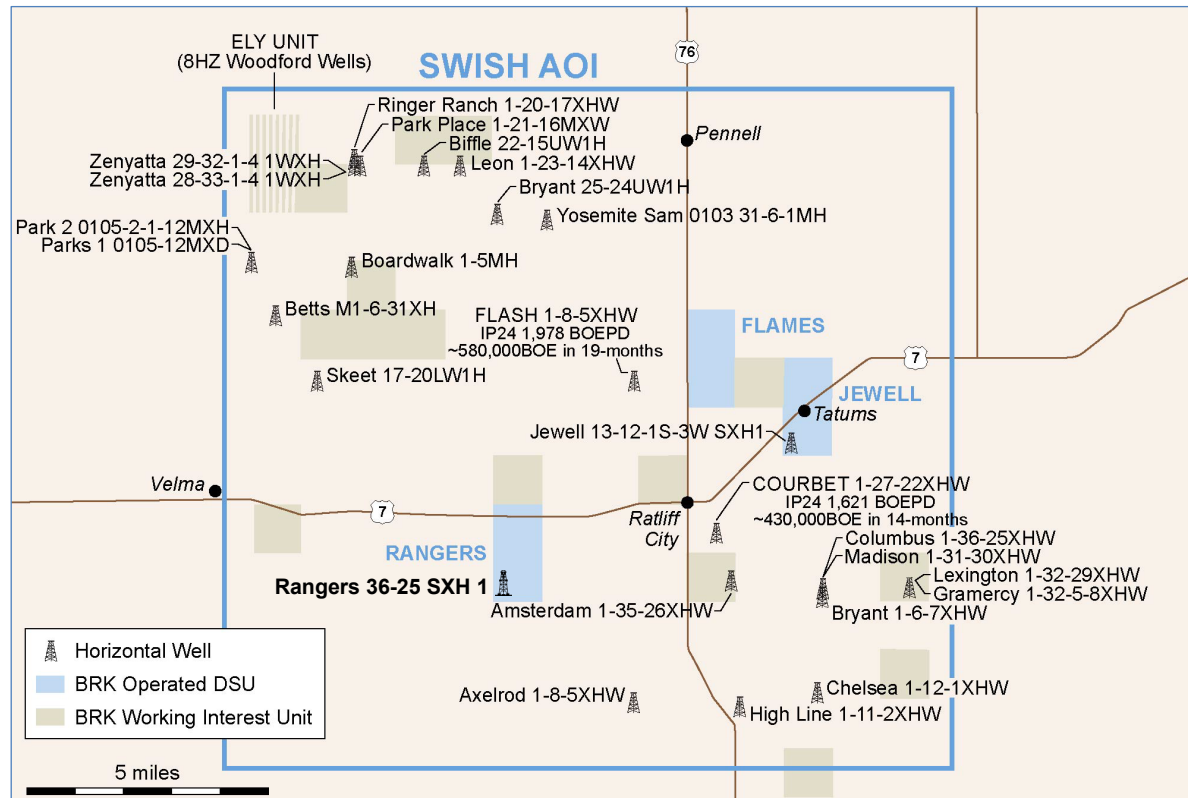 ELY UNIT
(8HZ Woodford Wells)
SWISH AOI
76
Ringer Ranch 1-20-17XHW
Park Place 1-21-16MXW
Pennell
Biffle 22-15UW1H
Zenyatta 29-32-1-4 1WXH
Leon 1-23-14XHW
Zenyatta 28-33-1-4 1WXH
Bryant 25-24UW1H
Yosemite Sam 0103 31-6-1MH
Park 2 0105-2-1-12MXH
Parks 1 0105-12MXD
Boardwalk 1-5MH
Betts M1-6-31XH
FLASH 1-8-5XHW
IP24 1,978 BOEPD
~580,000BOE in 19-months
FLAMES
7
Skeet 17-20LW1H
JEWELL
Tatums
Jewell 13-12-1S-3W SXH1
Velma
COURBET 1-27-22XHW
IP24 1,621 BOEPD
~430,000BOE in 14-months
7
Ratliff
City
Columbus 1-36-25XHW
Madison 1-31-30XHW
RANGERS
Rangers 36-25 SXH 1
Lexington 1-32-29XHW
Gramercy 1-32-5-8XHW
Amsterdam 1-35-26XHW
Bryant 1-6-7XHW
Horizontal Well
BRK Operated DSU
BRK Working Interest Unit
Axelrod 1-8-5XHW
Chelsea 1-12-1XHW
High Line 1-11-2XHW
5 miles